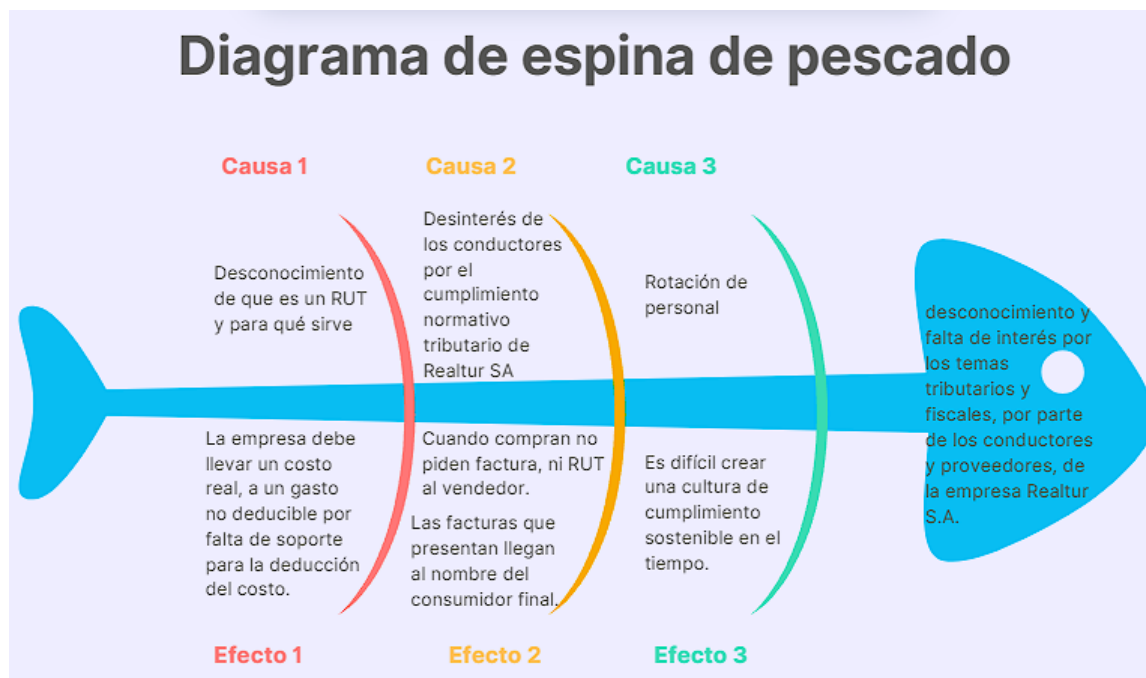 Diagrama de espina de pescado
Causa 1
Desconocimiento
de que es un RUT
y para qué sirve
Causa 2
Desinterés de
los conductores
por el
cumplimiento
normativo
tributario de
Realtur SA
Causa 3
Rotación de
personal
La empresa debe
llevar un costo
real, a un gasto
no deducible por
falta de soporte
para la deducción
del costo.
Efecto 1
Cuando compran no
piden factura, ni RUT
al vendedor.
Las facturas que
presentan llegan
al nombre del
consumidor final.
Efecto 2
Es difícil crear
una cultura de
cumplimiento
sostenible en el
tiempo.
Efecto 3
desconocimiento y
falta de interés por
los temas
tributarios y
fiscales, por parte
de los conductores
y proveedores, de
la empresa Realtur
S.A.